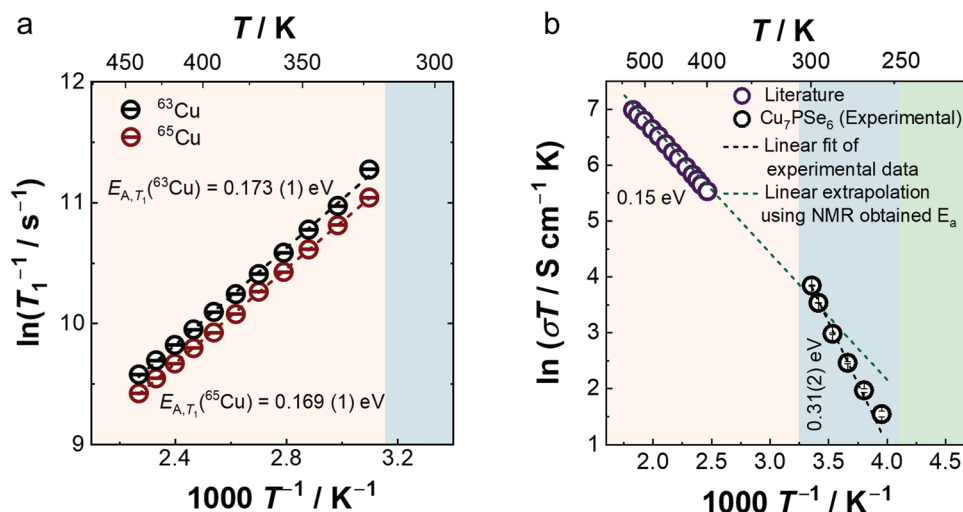 a
T / K
450 400 350 300
12
11
10
9
ln(T₁⁻¹ / s⁻¹)
⁶³Cu
⁶⁵Cu
E_A,T₁(⁶³Cu) = 0.173 (1) eV
E_A,T₁(⁶⁵Cu) = 0.169 (1) eV
2.4 2.8 3.2
1000 T⁻¹ / K⁻¹
b
T / K
500 400 300 250
7
6
5
4
3
2
1
ln (σT / S cm⁻¹ K)
Literature
Cu₇PSe₆ (Experimental)
Linear fit of
experimental data
Linear extrapolation
using NMR obtained Eₐ
0.15 eV
0.31(2) eV
2.0 2.5 3.0 3.5 4.0 4.5
1000 T⁻¹ / K⁻¹